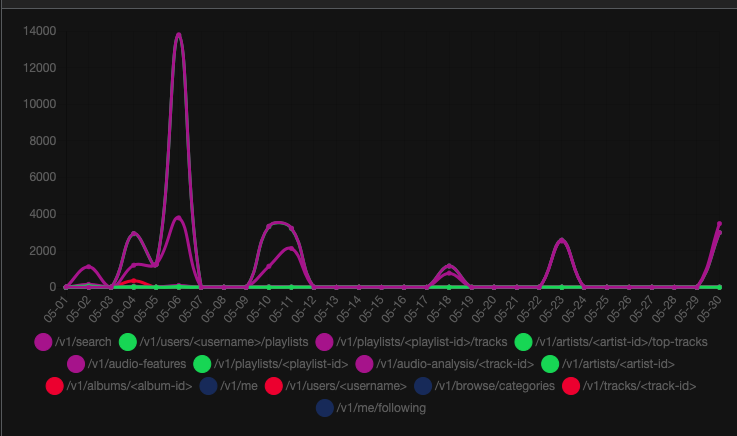 14000
12000
10000
8000
6000
4000
2000
0
05-01 05-02 05-03 05-04 05-05 05-06 05-07 05-08 05-09 05-10 05-11 05-12 05-13 05-14 05-15 05-16 05-17 05-18 05-19 05-20 05-21 05-22 05-23 05-24 05-25 05-26 05-27 05-28 05-29 05-30
/v1/search /v1/users/<username>/playlists /v1/playlists/<playlist-id>/tracks /v1/artists/<artist-id>/top-tracks
/v1/audio-features /v1/playlists/<playlist-id> /v1/audio-analysis/<track-id> /v1/artists/<artist-id>
/v1/albums/<album-id> /v1/me /v1/users/<username> /v1/browse/categories /v1/tracks/<track-id>
/v1/me/following